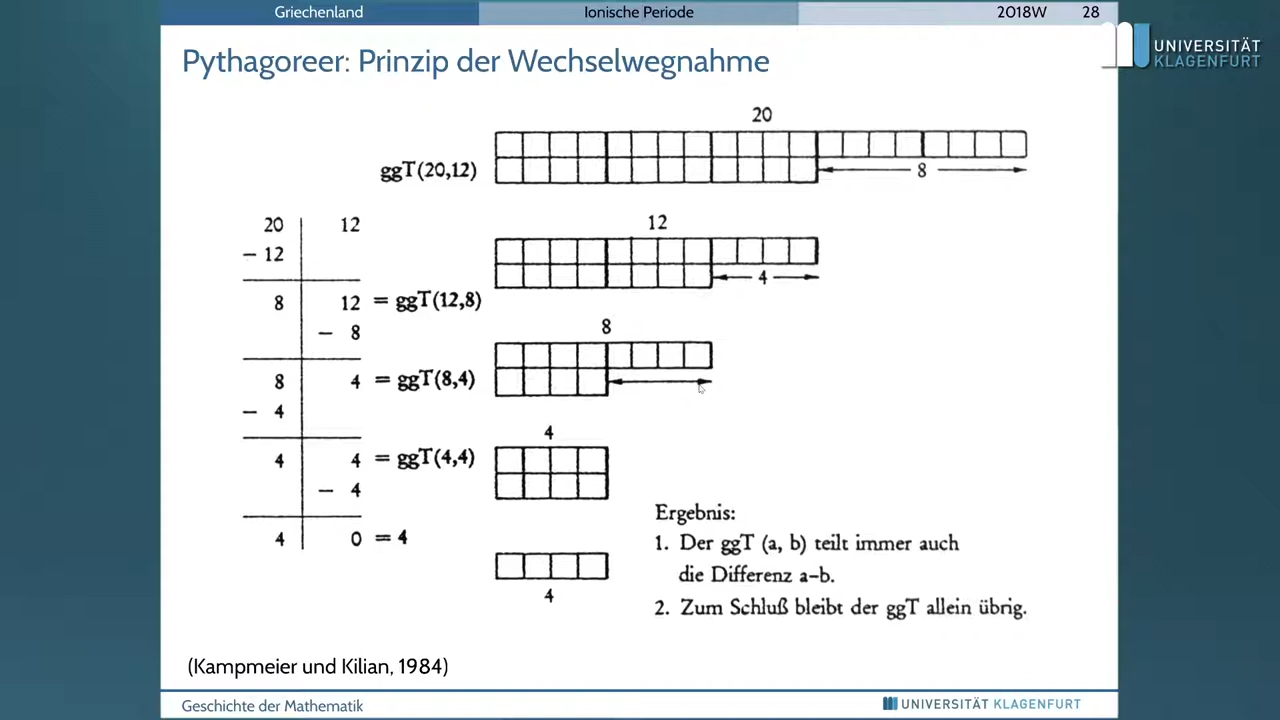 Griechenland
Ionische Periode
2018W 28
UNIVERSITÄT
KLAGENFURT
Pythagoreer: Prinzip der Wechselwegnahme
20
ggT(20,12)
8
20 12
− 12
12
4
8 12 = ggT(12,8)
− 8
8
8 4 = ggT(8,4)
− 4
4
4 4 = ggT(4,4)
− 4
4 0 = 4
4
Ergebnis:
1. Der ggT (a, b) teilt immer auch
die Differenz a–b.
2. Zum Schluß bleibt der ggT allein übrig.
(Kampmeier und Kilian, 1984)
Geschichte der Mathematik
UNIVERSITÄT KLAGENFURT